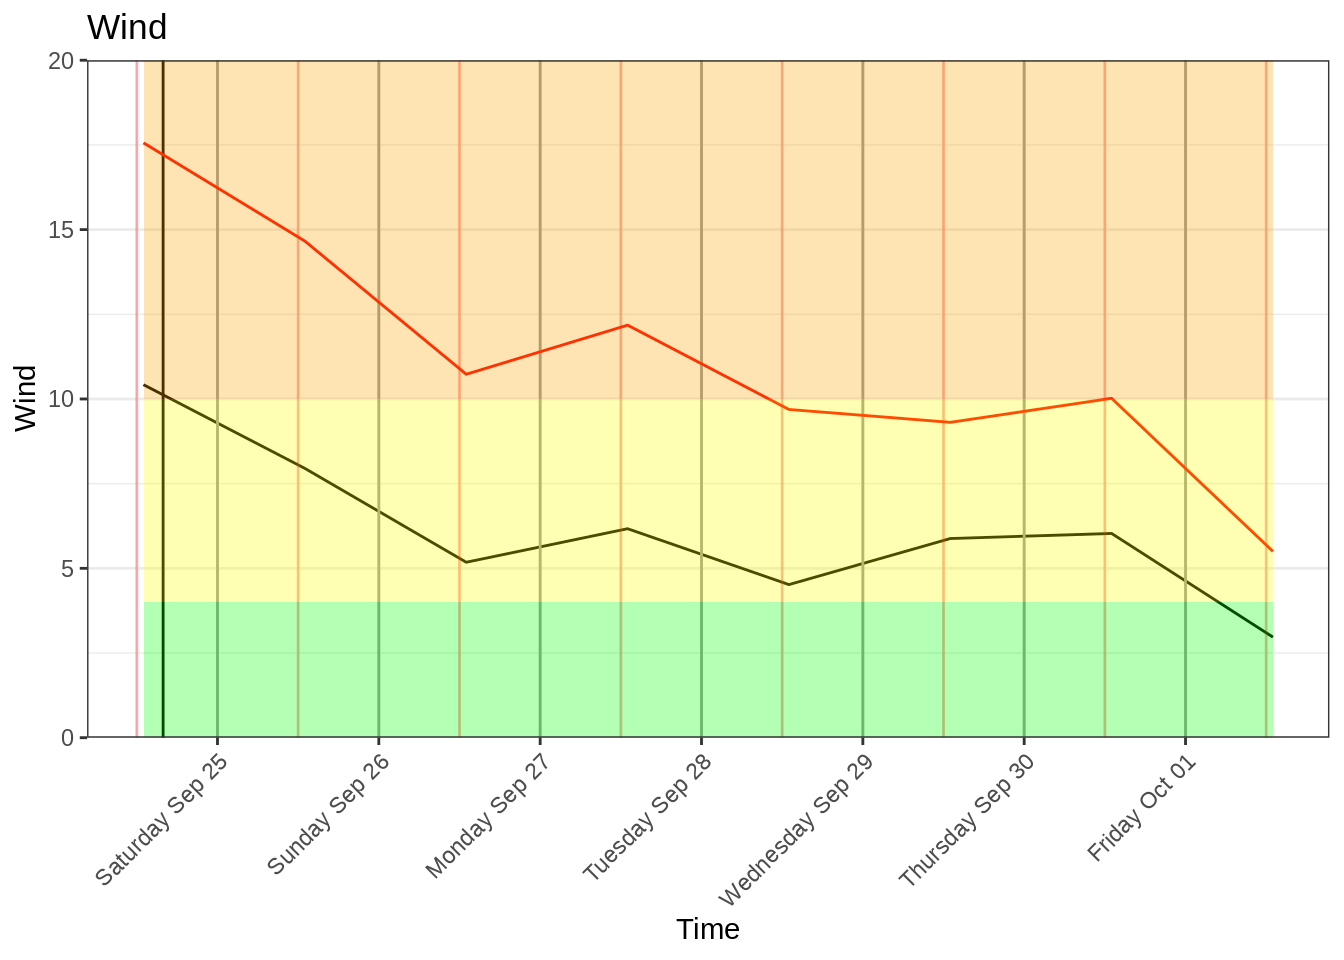 Wind
20
15
10
5
0
Wind
Saturday Sep 25
Sunday Sep 26
Monday Sep 27
Tuesday Sep 28
Wednesday Sep 29
Thursday Sep 30
Friday Oct 01
Time